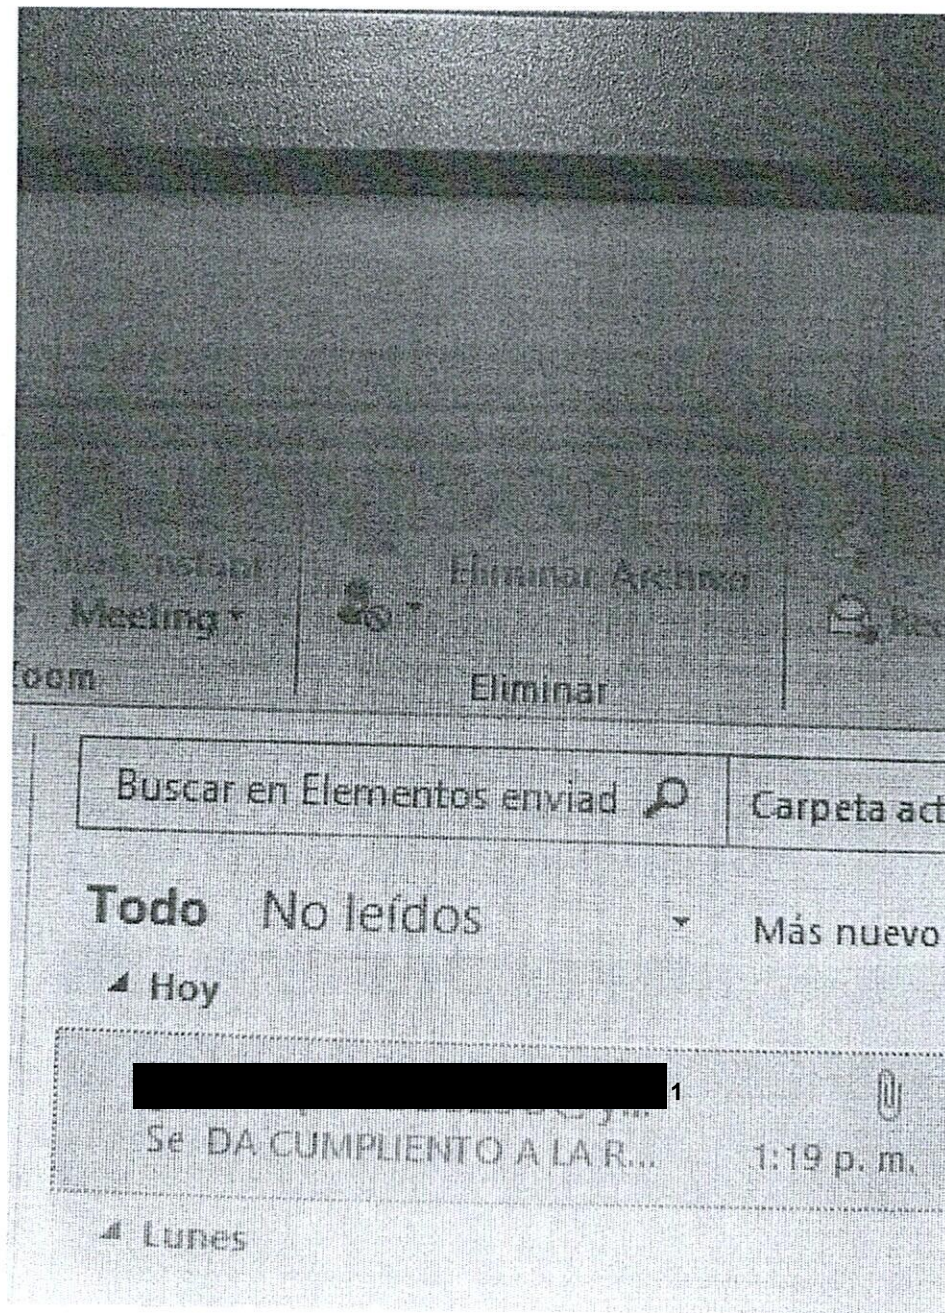 Meeting
Zoom
Eliminar Archivo
Eliminar
Buscar en Elementos enviad
Carpeta act
Todo No leídos
Más nuevo
Hoy
1
Se DA CUMPLIENTO A LA R...
1:19 p. m.
Lunes